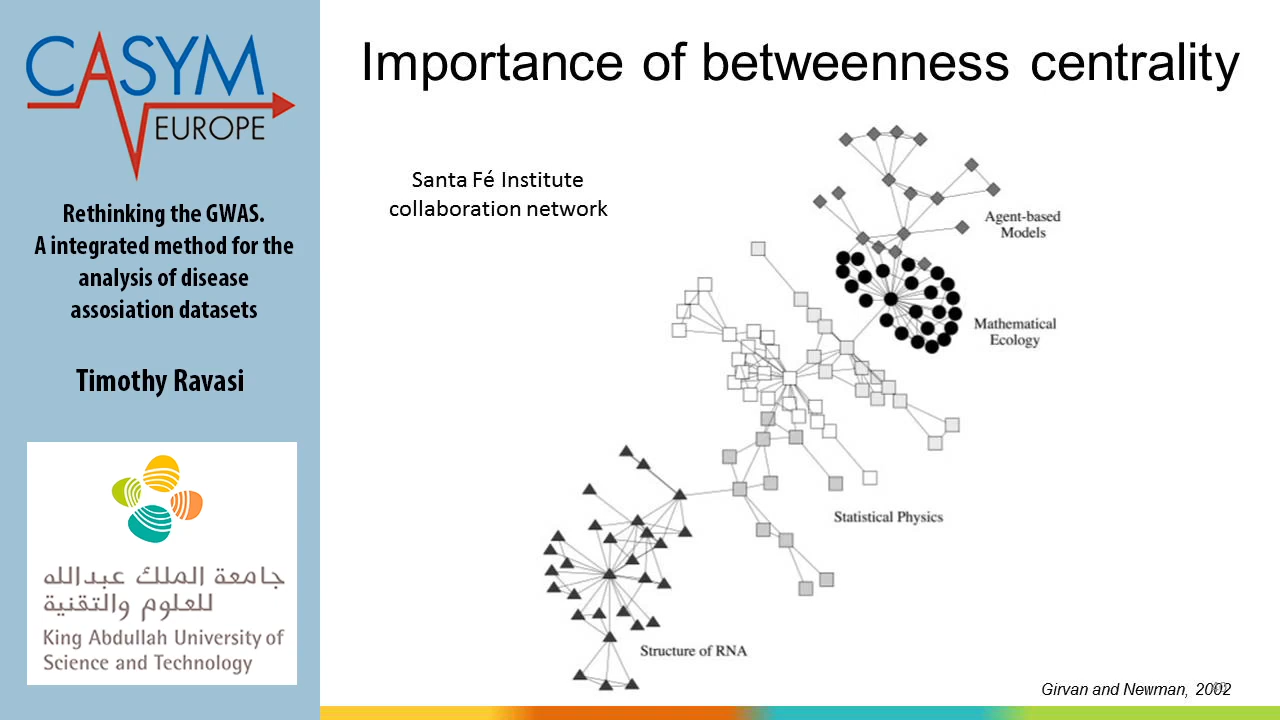 CASYM
EUROPE
Rethinking the GWAS.
A integrated method for the
analysis of disease
assosiation datasets
Timothy Ravasi
جامعة الملك عبدالله
للعلوم والتقنية
King Abdullah University of
Science and Technology
Importance of betweenness centrality
Santa Fé Institute
collaboration network
Agent-based
Models
Mathematical
Ecology
Statistical Physics
Structure of RNA
Girvan and Newman, 2002